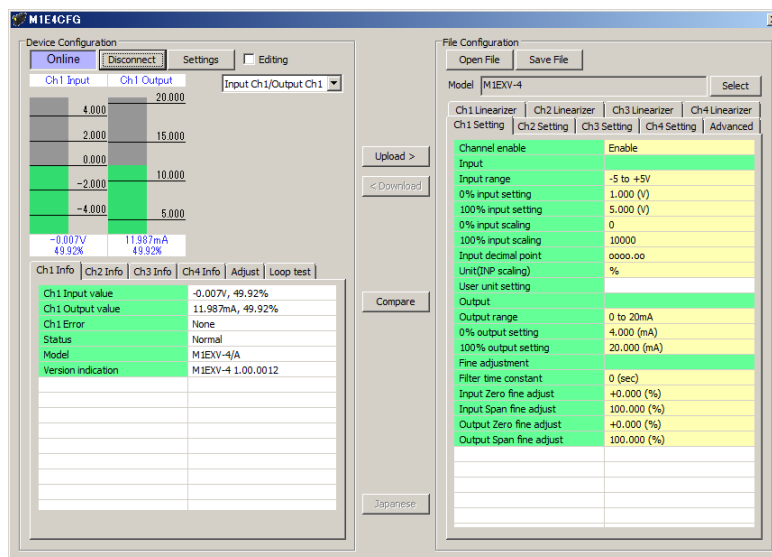 M1E4CFG
Device Configuration
Online Disconnect Settings Editing
Ch1 Input Ch1 Output Input Ch1/Output Ch1
4.000 20.000
2.000 15.000
0.000
-2.000 10.000
-4.000 5.000
-0.007V 11.987mA
49.92% 49.92%
Ch1 Info Ch2 Info Ch3 Info Ch4 Info Adjust Loop test
Ch1 Input value -0.007V, 49.92%
Ch1 Output value 11.987mA, 49.92%
Ch1 Error None
Status Normal
Model M1EXV-4/A
Version indication M1EXV-4 1.00.0012
Upload >
< Download
Compare
Japanese
File Configuration
Open File Save File
Model M1EXV-4 Select
Ch1 Linearizer Ch2 Linearizer Ch3 Linearizer Ch4 Linearizer
Ch1 Setting Ch2 Setting Ch3 Setting Ch4 Setting Advanced
Channel enable Enable
Input
Input range -5 to +5V
0% input setting 1.000 (V)
100% input setting 5.000 (V)
0% input scaling 0
100% input scaling 10000
Input decimal point oooo.oo
Unit(INP scaling) %
User unit setting
Output
Output range 0 to 20mA
0% output setting 4.000 (mA)
100% output setting 20.000 (mA)
Fine adjustment
Filter time constant 0 (sec)
Input Zero fine adjust +0.000 (%)
Input Span fine adjust 100.000 (%)
Output Zero fine adjust +0.000 (%)
Output Span fine adjust 100.000 (%)